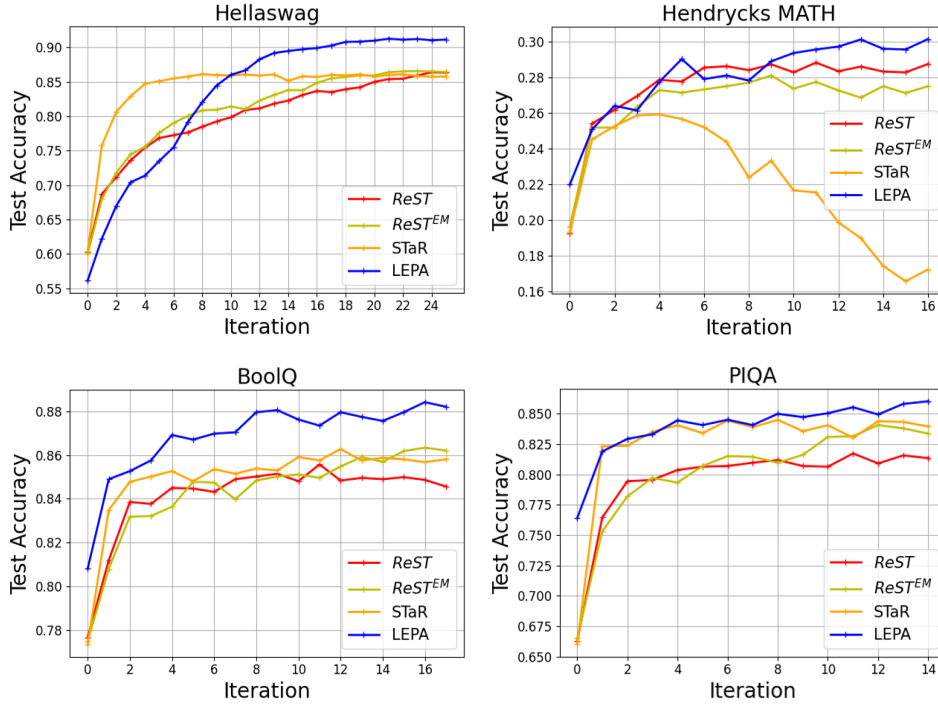 Hellaswag
Test Accuracy
0.90
0.85
0.80
0.75
0.70
0.65
0.60
0.55
ReST
ReST^EM
STaR
LEPA
0 2 4 6 8 10 12 14 16 18 20 22 24
Iteration
Hendrycks MATH
Test Accuracy
0.30
0.28
0.26
0.24
0.22
0.20
0.18
0.16
ReST
ReST^EM
STaR
LEPA
0 2 4 6 8 10 12 14 16
Iteration
BoolQ
Test Accuracy
0.88
0.86
0.84
0.82
0.80
0.78
ReST
ReST^EM
STaR
LEPA
0 2 4 6 8 10 12 14 16
Iteration
PIQA
Test Accuracy
0.850
0.825
0.800
0.775
0.750
0.725
0.700
0.675
0.650
ReST
ReST^EM
STaR
LEPA
0 2 4 6 8 10 12 14
Iteration